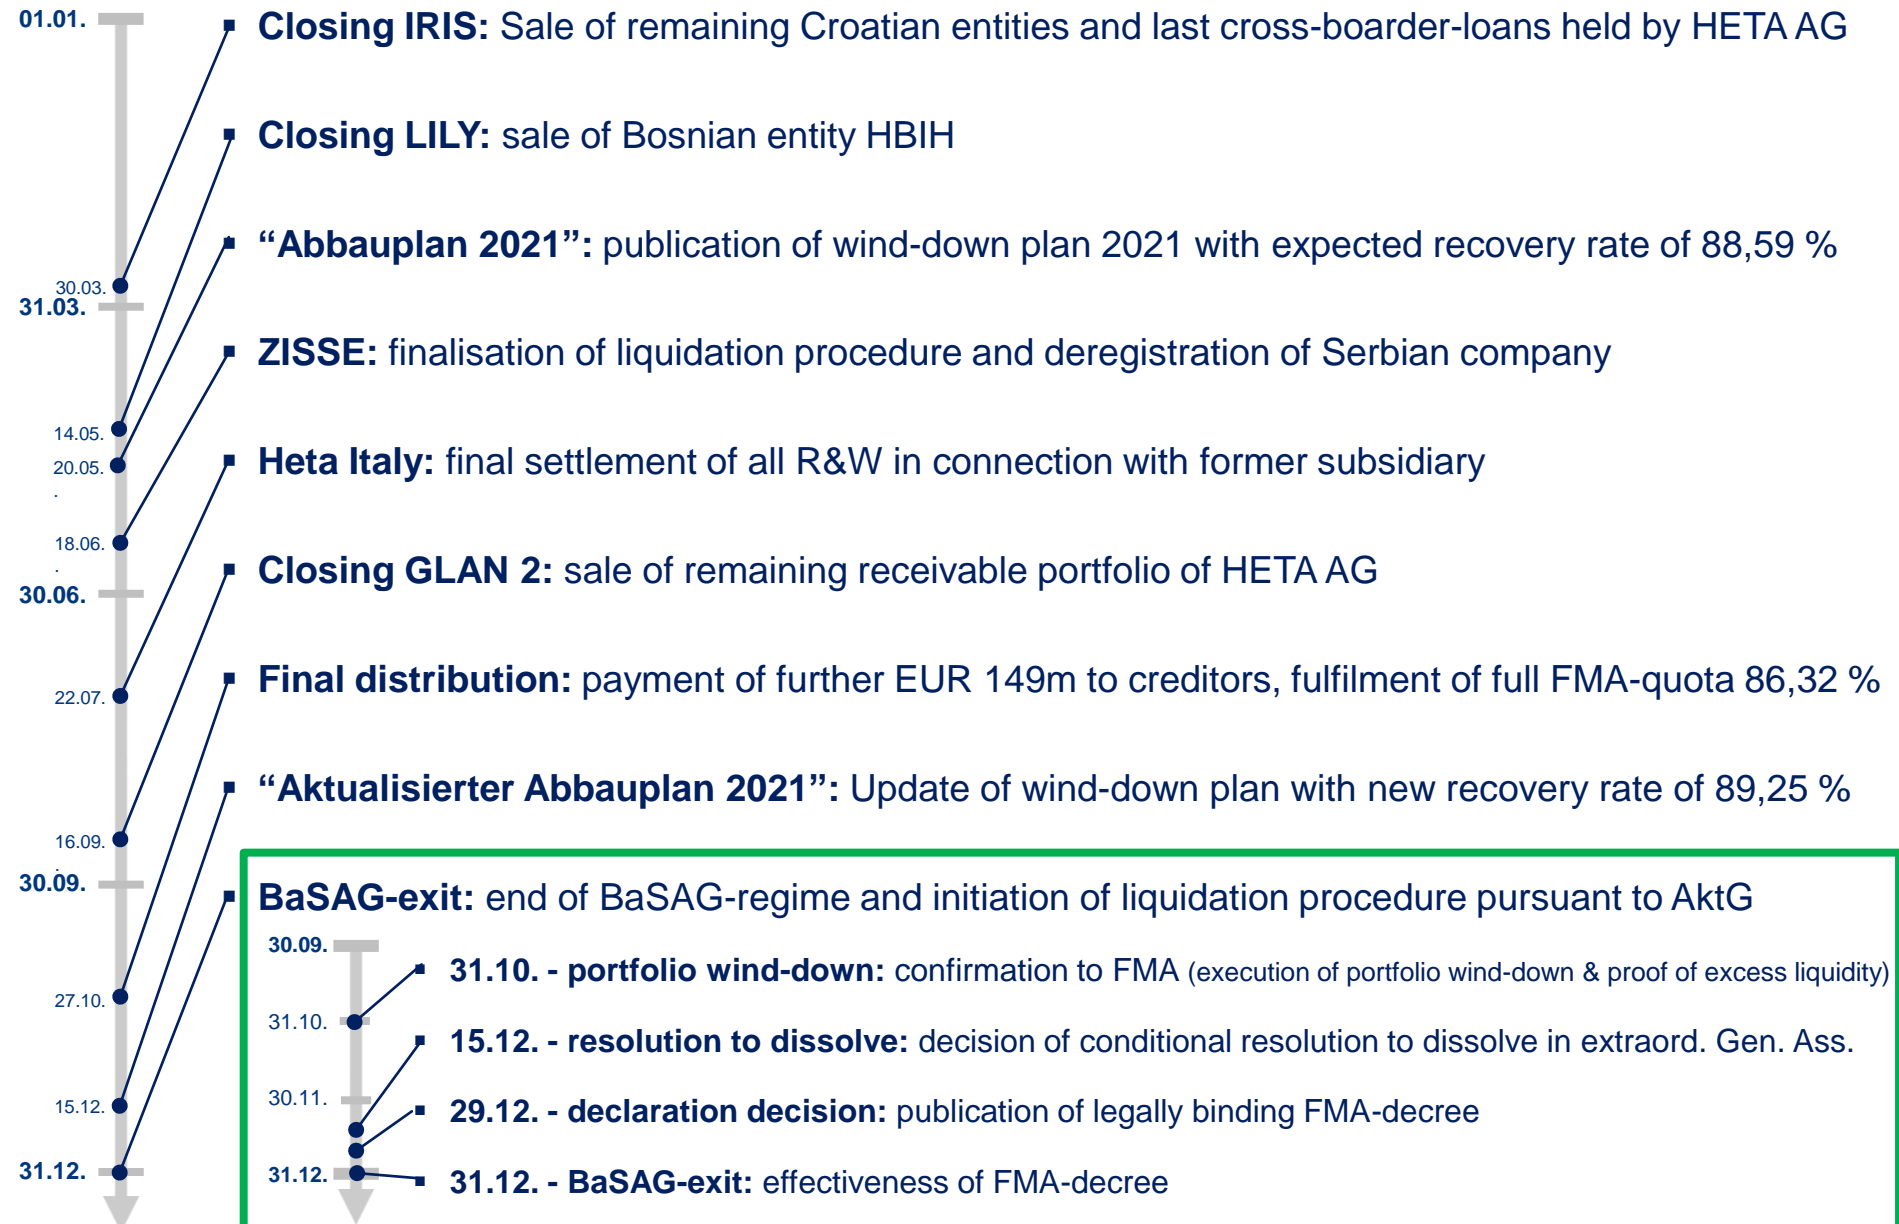 01.01.
Closing IRIS: Sale of remaining Croatian entities and last cross-boarder-loans held by HETA AG
Closing LILY: sale of Bosnian entity HBIH
“Abbauplan 2021”: publication of wind-down plan 2021 with expected recovery rate of 88,59 %
30.03.
31.03.
ZISSE: finalisation of liquidation procedure and deregistration of Serbian company
14.05.
20.05.
.
Heta Italy: final settlement of all R&W in connection with former subsidiary
18.06.
.
Closing GLAN 2: sale of remaining receivable portfolio of HETA AG
30.06.
Final distribution: payment of further EUR 149m to creditors, fulfilment of full FMA-quota 86,32 %
22.07.
“Aktualisierter Abbauplan 2021”: Update of wind-down plan with new recovery rate of 89,25 %
16.09.
.
30.09.
BaSAG-exit: end of BaSAG-regime and initiation of liquidation procedure pursuant to AktG
30.09.
31.10. - portfolio wind-down: confirmation to FMA (execution of portfolio wind-down & proof of excess liquidity)
27.10.
31.10.
15.12. - resolution to dissolve: decision of conditional resolution to dissolve in extraord. Gen. Ass.
30.11.
15.12.
29.12. - declaration decision: publication of legally binding FMA-decree
31.12.
31.12.
31.12. - BaSAG-exit: effectiveness of FMA-decree